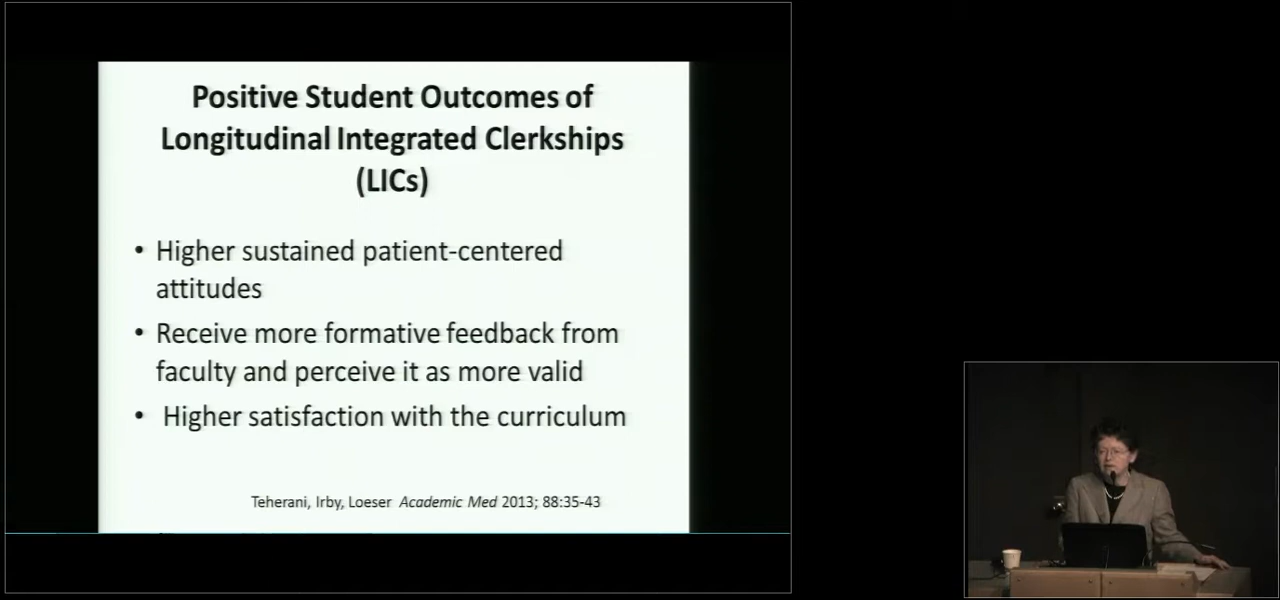 Positive Student Outcomes of
Longitudinal Integrated Clerkships
(LICs)
• Higher sustained patient-centered
attitudes
• Receive more formative feedback from
faculty and perceive it as more valid
• Higher satisfaction with the curriculum
Teherani, Irby, Loeser Academic Med 2013; 88:35-43